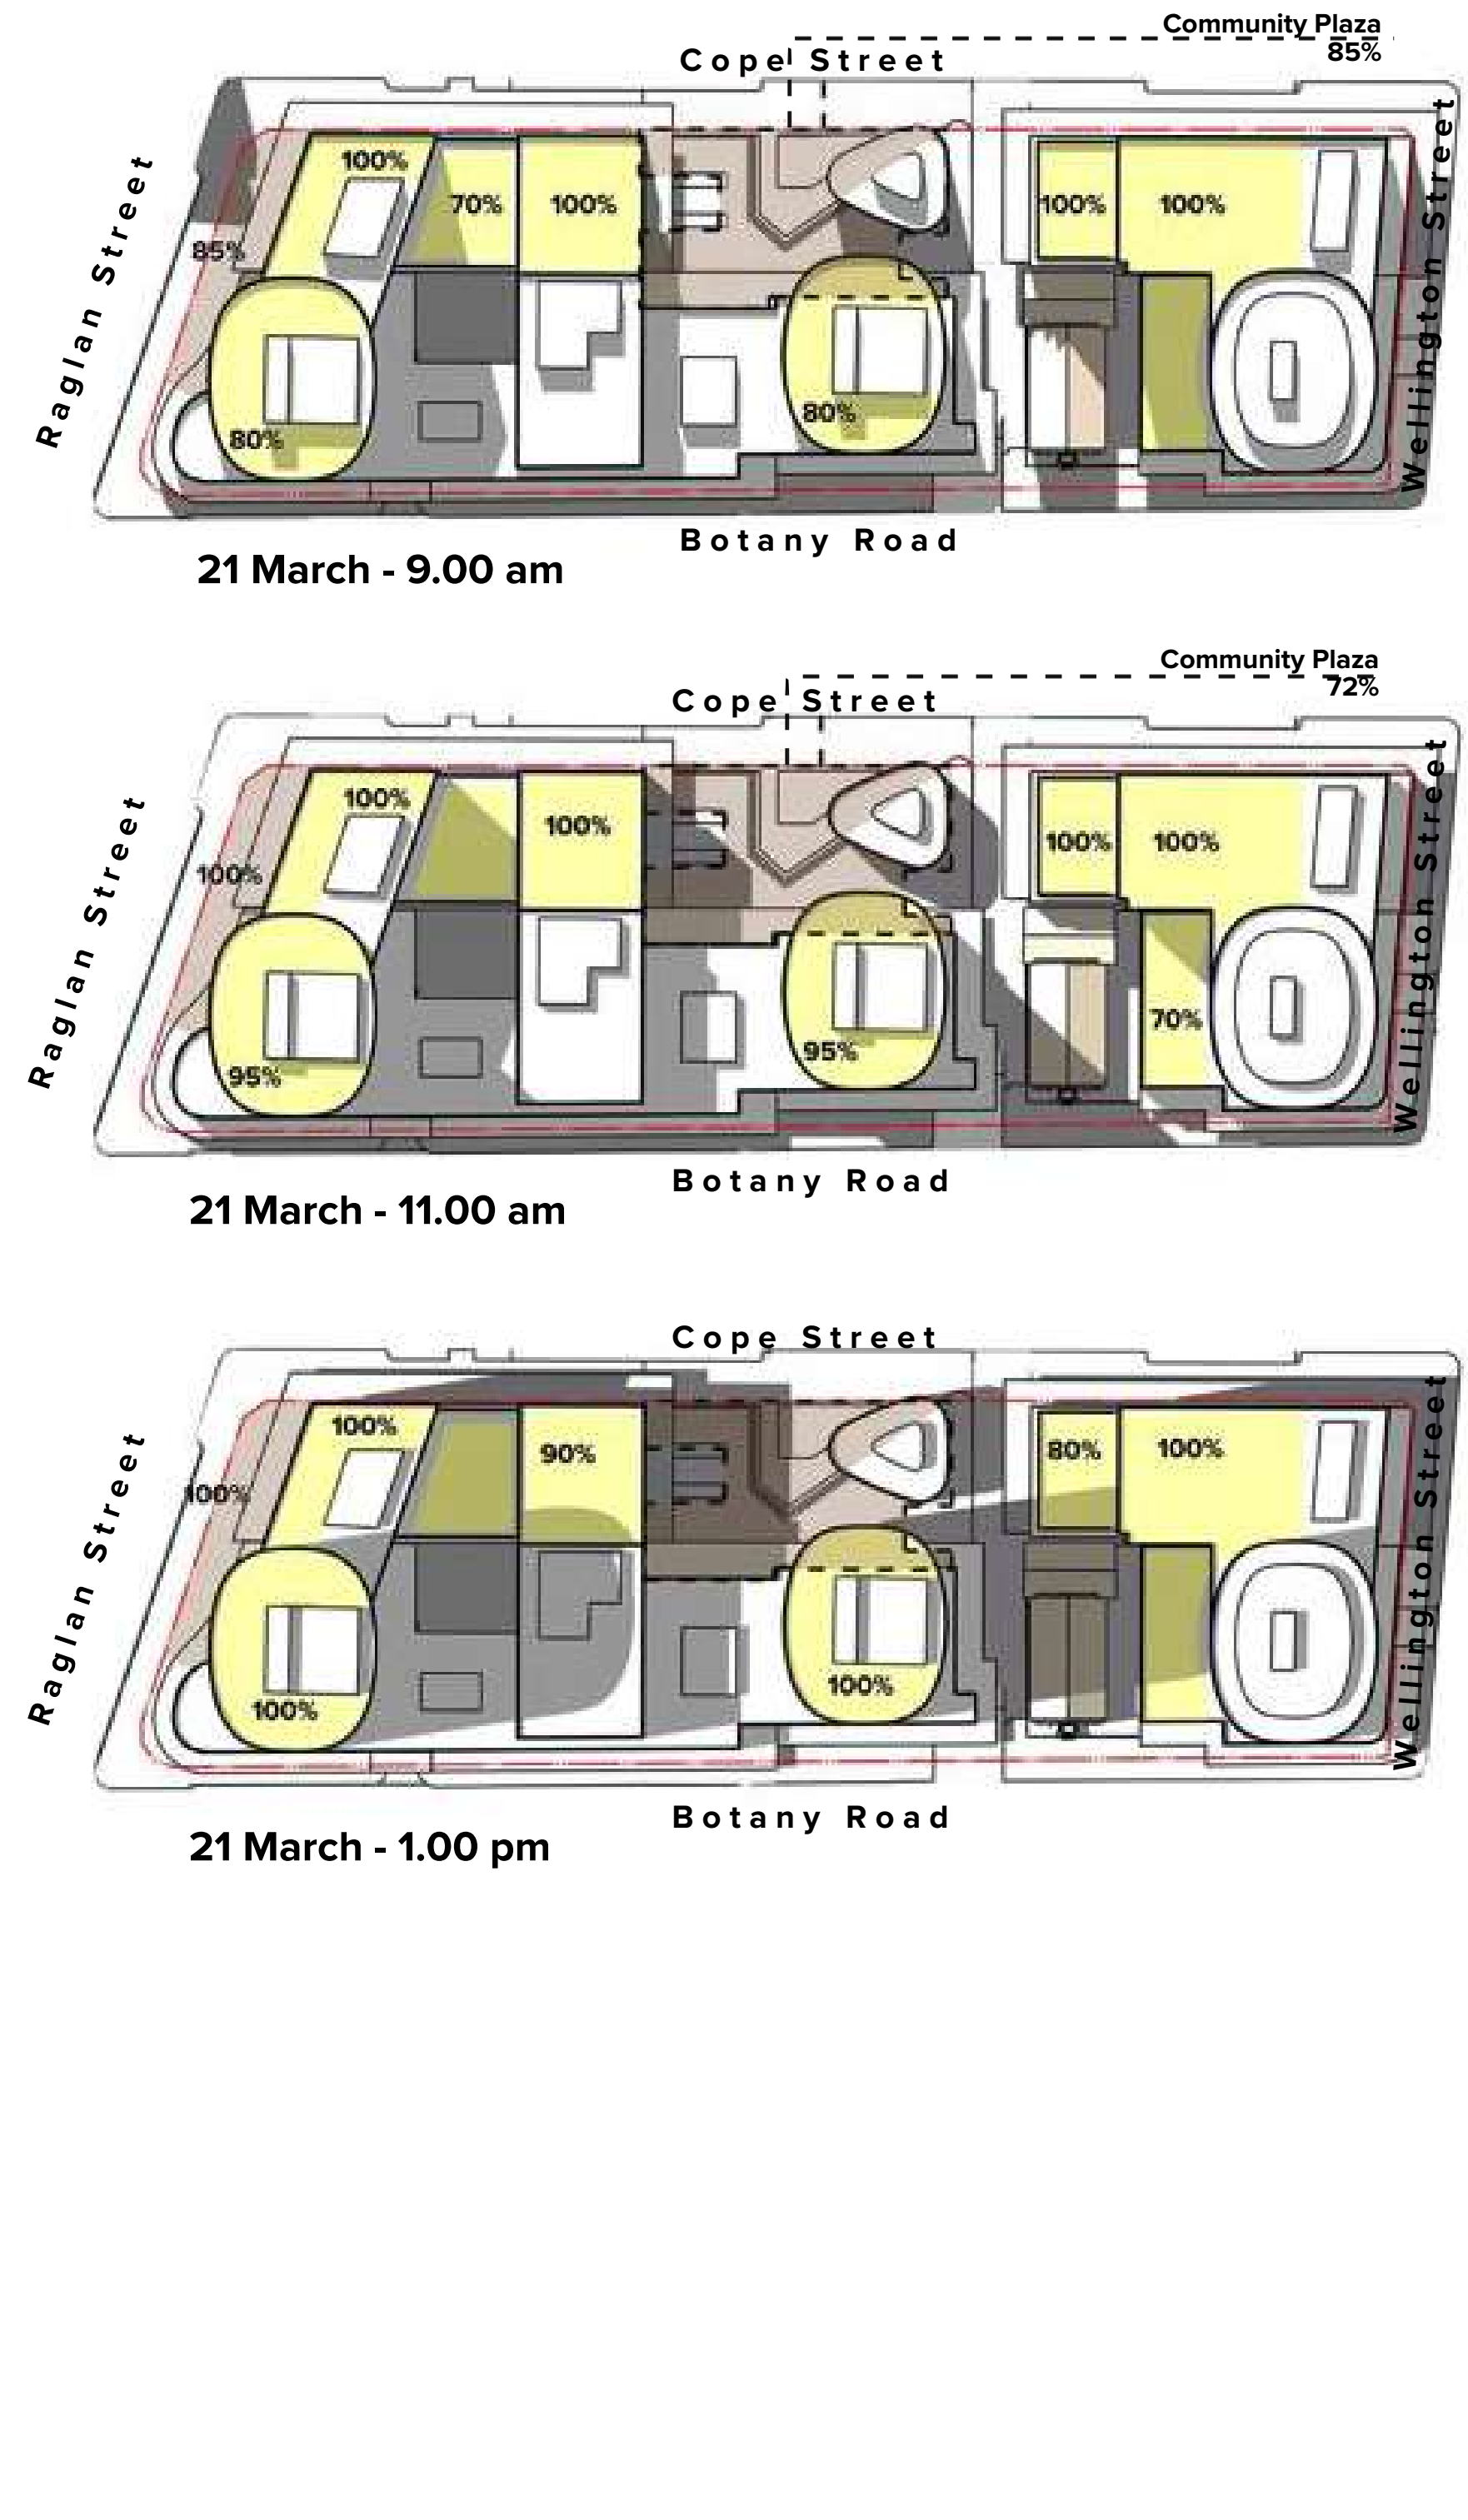 Community Plaza
85%
Cope Street
100%
70%
100%
100%
100%
85%
80%
80%
Raglan Street
Wellington Street
Botany Road
21 March - 9.00 am
Community Plaza
72%
Cope Street
100%
100%
100%
100%
100%
70%
95%
95%
Raglan Street
Wellington Street
Botany Road
21 March - 11.00 am
Cope Street
100%
90%
80%
100%
100%
100%
100%
Raglan Street
Wellington Street
Botany Road
21 March - 1.00 pm